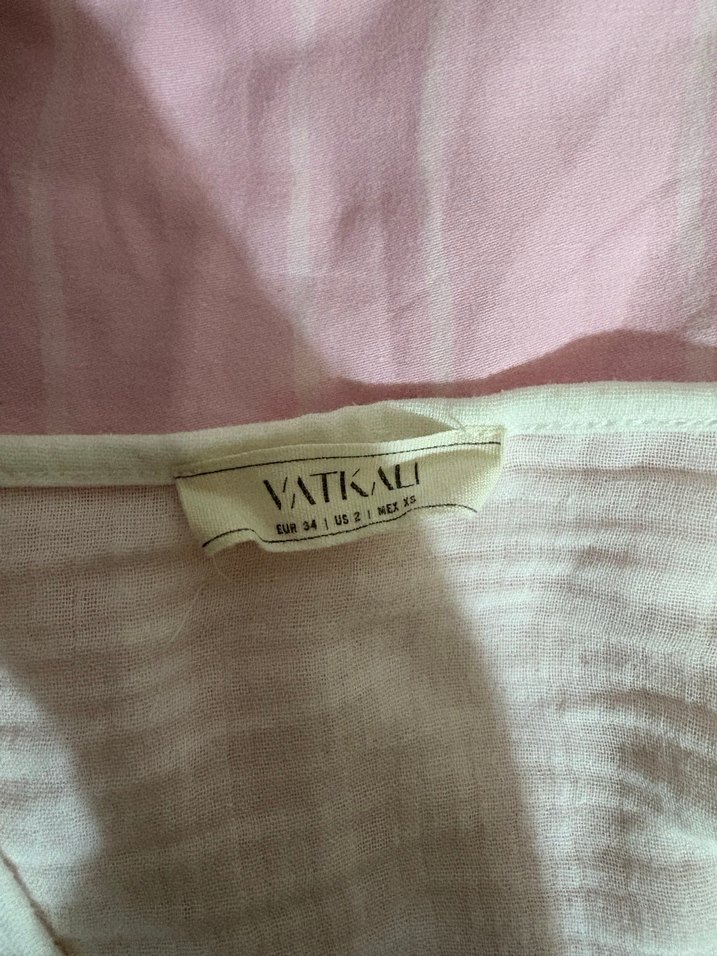 VATKALI
EUR 34 | US 2 | MEX XS